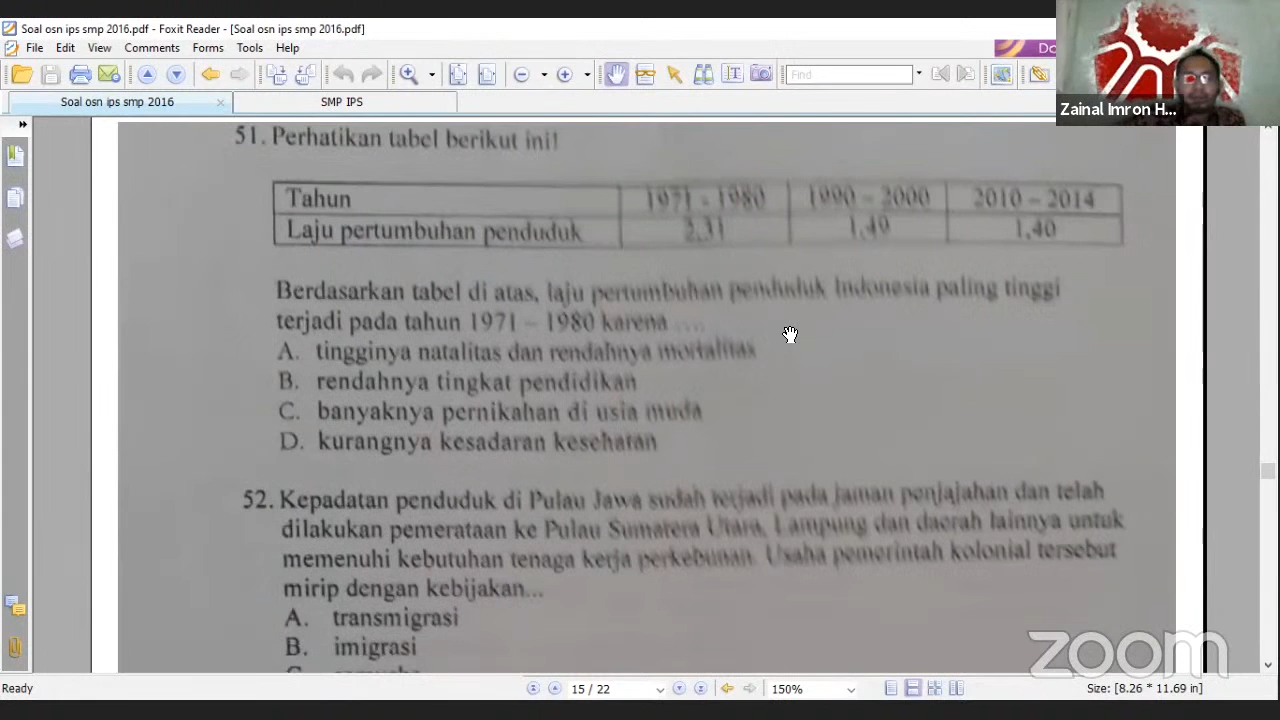 Soal osn ips smp 2016.pdf - Foxit Reader - [Soal osn ips smp 2016.pdf]
File Edit View Comments Forms Tools Help
Do
Find
Zainal Imron H...
Soal osn ips smp 2016 × SMP IPS
51. Perhatikan tabel berikut ini!
Tahun 1971 - 1980 1990 – 2000 2010 – 2014
Laju pertumbuhan penduduk 2,31 1,49 1,40
Berdasarkan tabel di atas, laju pertumbuhan penduduk Indonesia paling tinggi
terjadi pada tahun 1971 – 1980 karena ....
A. tingginya natalitas dan rendahnya mortalitas
B. rendahnya tingkat pendidikan
C. banyaknya pernikahan di usia muda
D. kurangnya kesadaran kesehatan
52. Kepadatan penduduk di Pulau Jawa sudah terjadi pada jaman penjajahan dan telah
dilakukan pemerataan ke Pulau Sumatera Utara, Lampung dan daerah lainnya untuk
memenuhi kebutuhan tenaga kerja perkebunan. Usaha pemerintah kolonial tersebut
mirip dengan kebijakan...
A. transmigrasi
B. imigrasi
zoom
Ready 15 / 22 150% Size: [8.26 * 11.69 in]